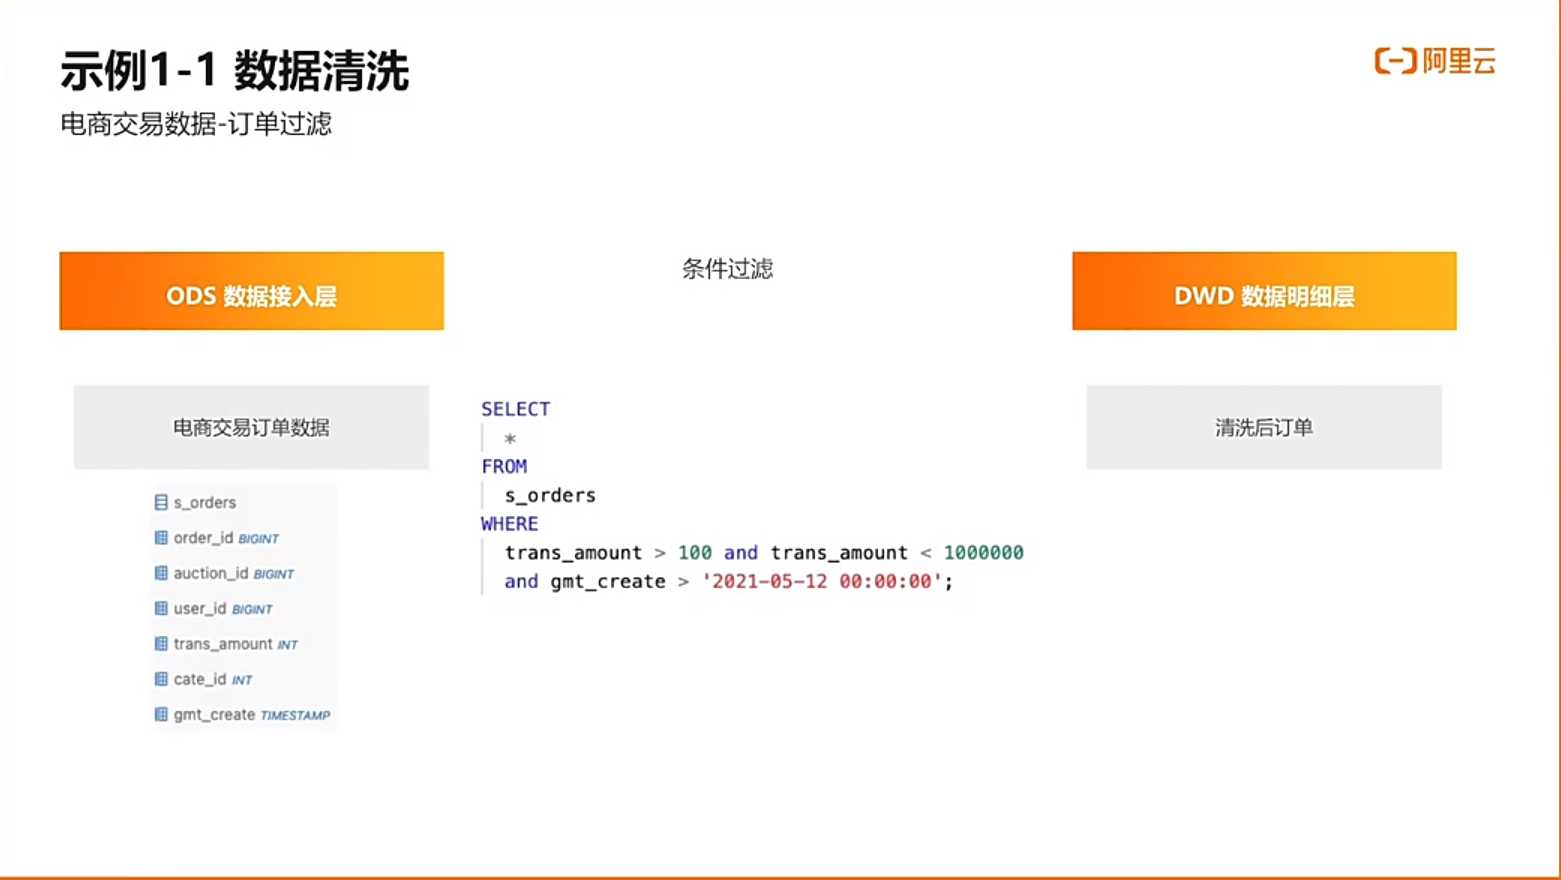 示例1-1 数据清洗
阿里云
电商交易数据-订单过滤
ODS 数据接入层
条件过滤
DWD 数据明细层
电商交易订单数据
清洗后订单
s_orders
order_id BIGINT
auction_id BIGINT
user_id BIGINT
trans_amount INT
cate_id INT
gmt_create TIMESTAMP
SELECT
*
FROM
s_orders
WHERE
trans_amount > 100 and trans_amount < 1000000
and gmt_create > '2021-05-12 00:00:00';